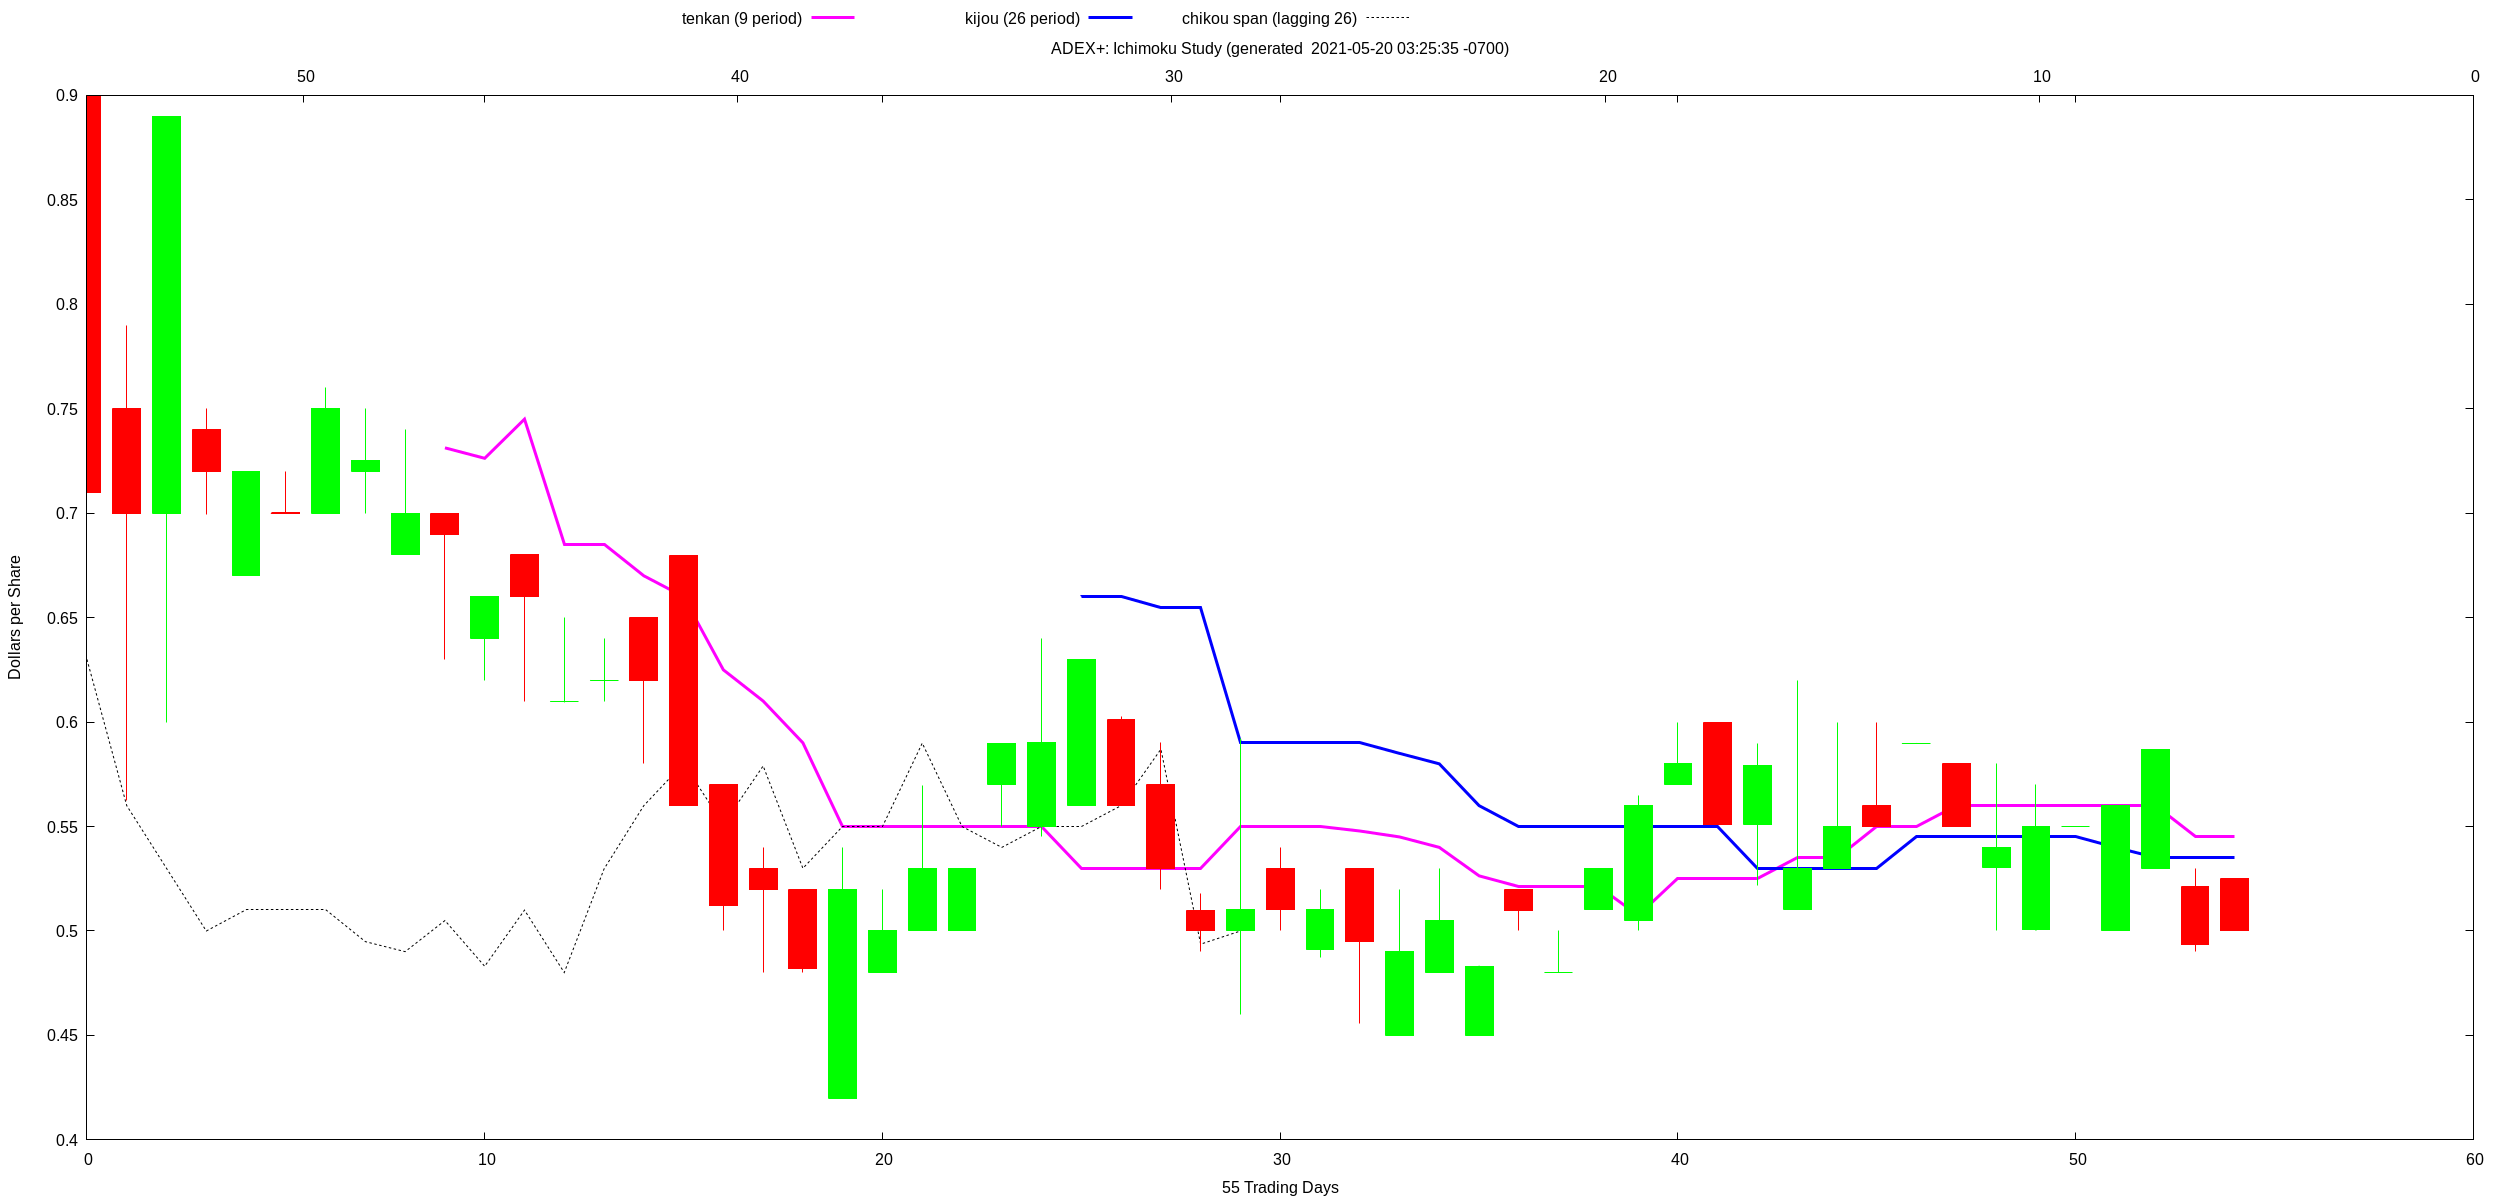 tenkan (9 period) kijou (26 period) chikou span (lagging 26)
ADEX+: Ichimoku Study (generated  2021-05-20 03:25:35 -0700)
50 40 30 20 10 0
0.9
0.85
0.8
0.75
0.7
0.65
0.6
0.55
0.5
0.45
0.4
Dollars per Share
0 10 20 30 40 50 60
55 Trading Days